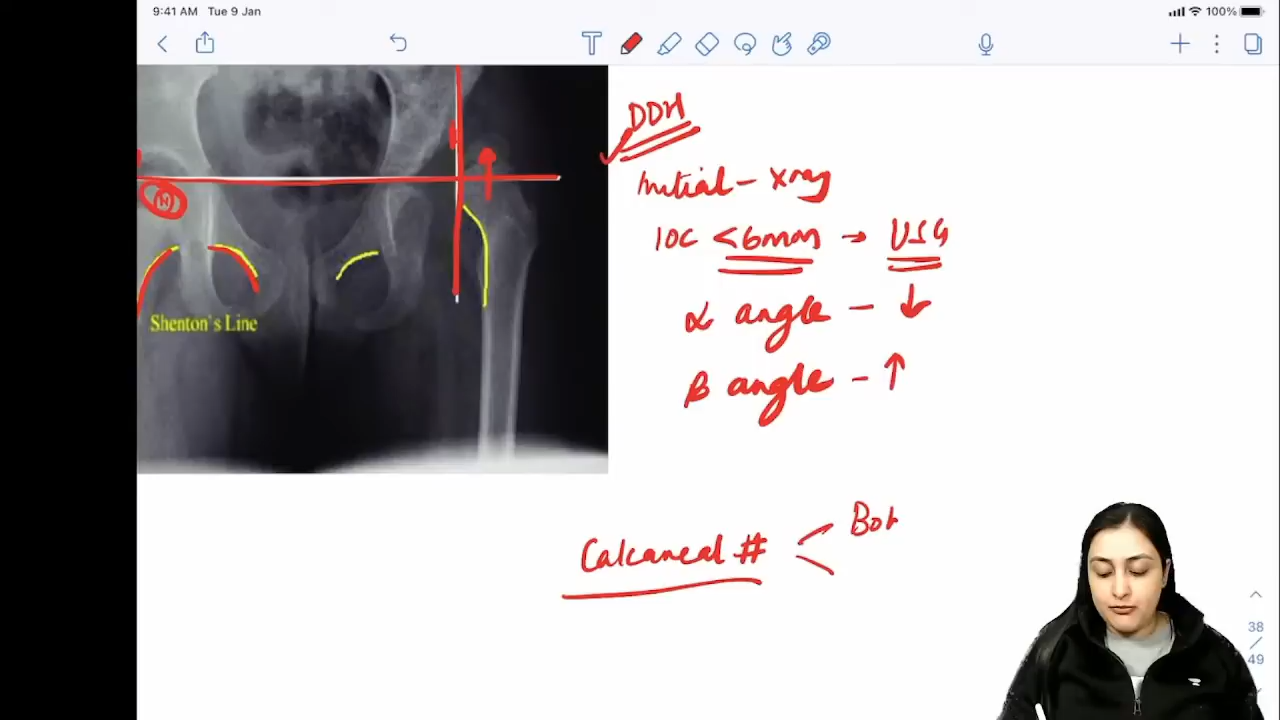 9:41 AM Tue 9 Jan
100%
T
DDH
Initial - Xray
IOC <6mm → USG
α angle - ↓
β angle - ↑
N
Shenton's Line
Calcaneal # < Boh
38
/
49